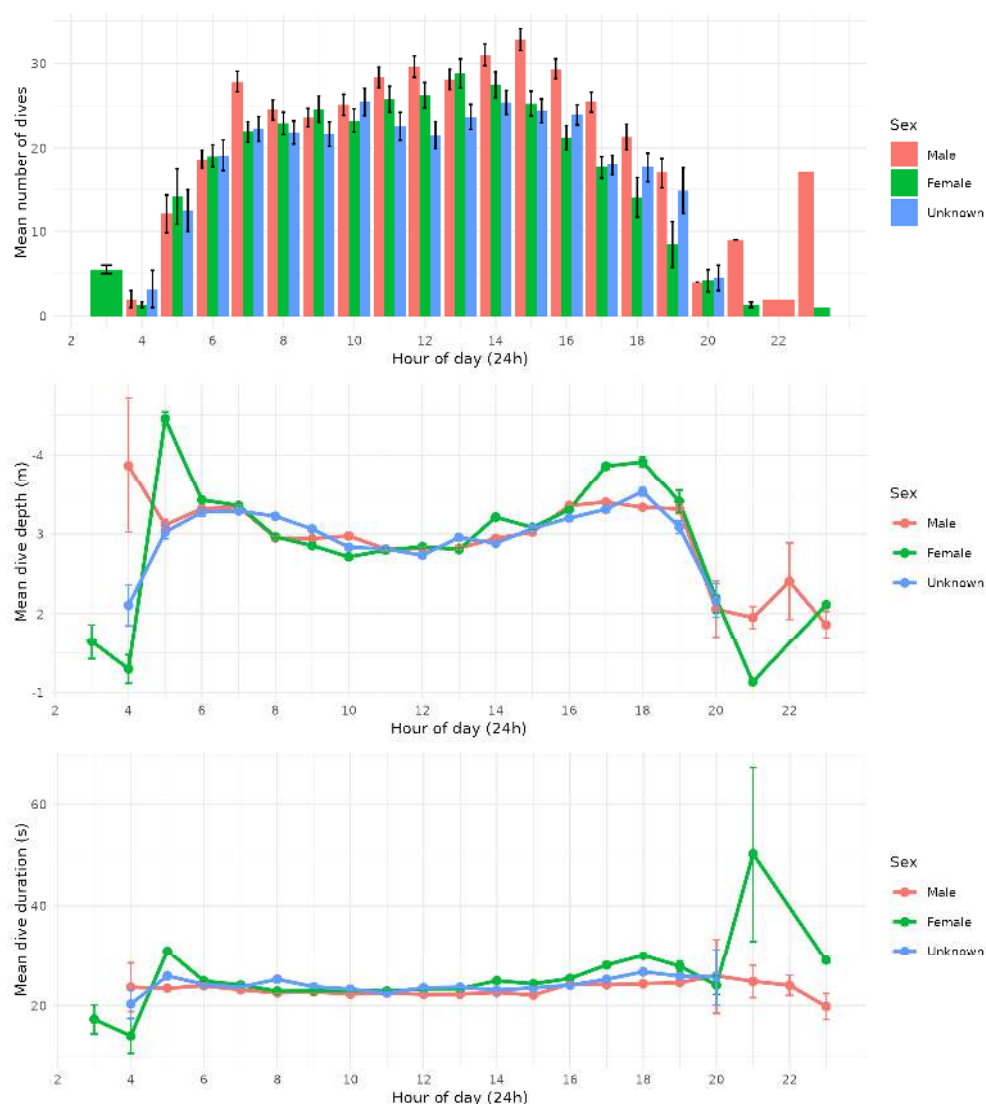 Mean number of dives
30
20
10
0
2 4 6 8 10 12 14 16 18 20 22
Hour of day (24h)
Sex
Male
Female
Unknown
Mean dive depth (m)
-4
3
2
-1
2 4 6 8 10 12 14 16 18 20 22
Hour of day (24h)
Sex
Male
Female
Unknown
Mean dive duration (s)
60
40
20
2 4 6 8 10 12 14 16 18 20 22
Hour of day (24h)
Sex
Male
Female
Unknown